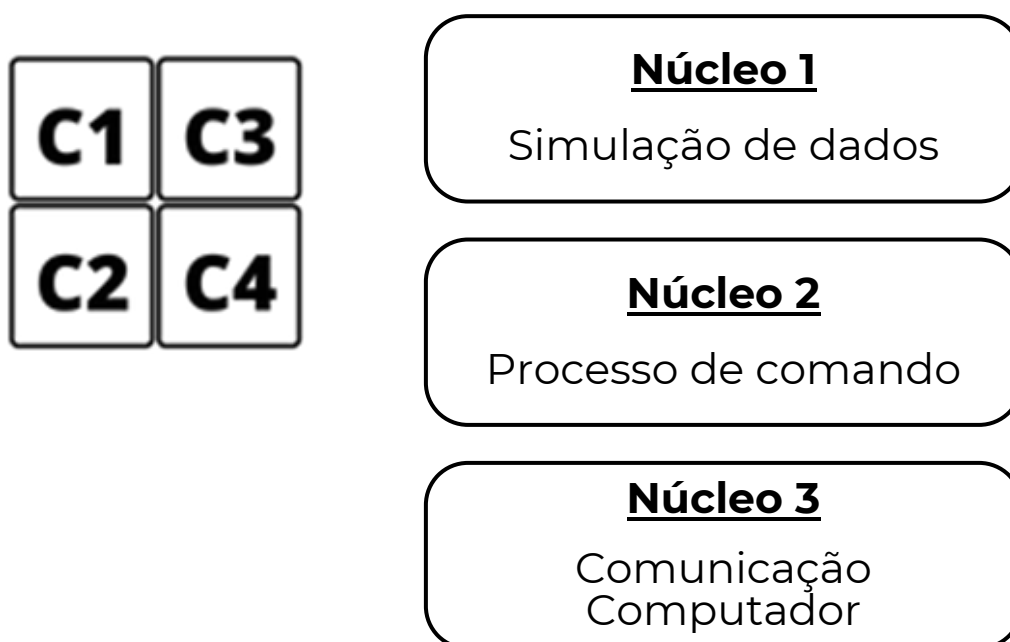 C1 C3
C2 C4
Núcleo 1
Simulação de dados
Núcleo 2
Processo de comando
Núcleo 3
Comunicação
Computador